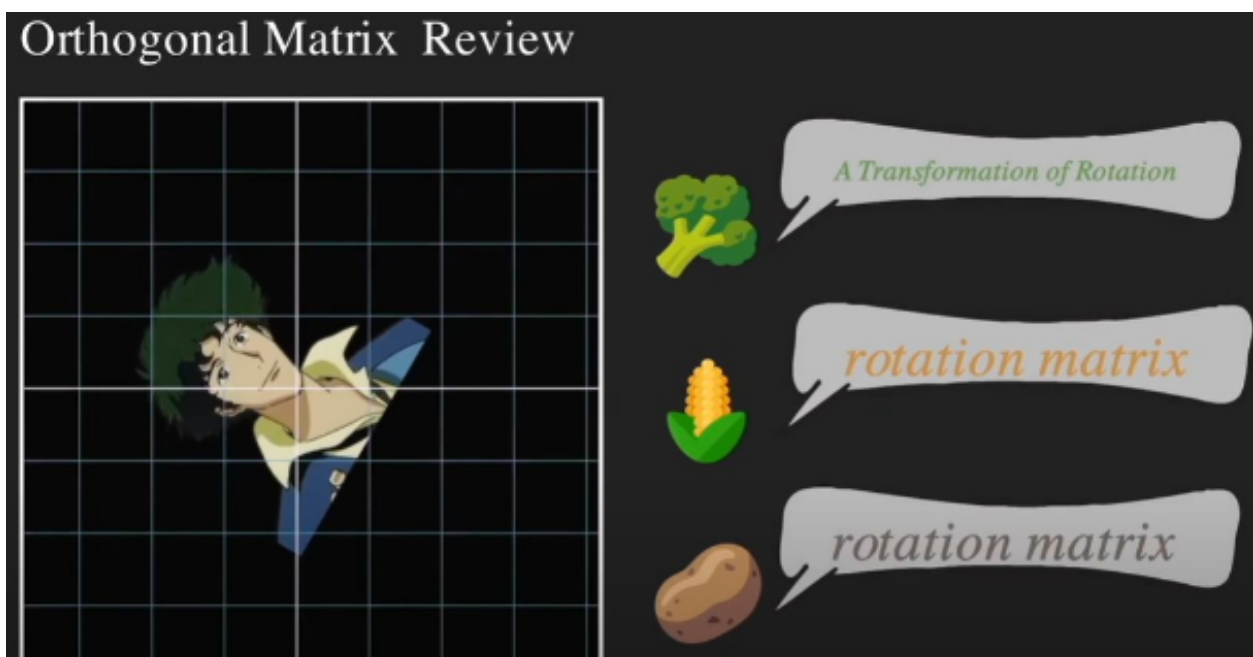 Orthogonal Matrix Review
A Transformation of Rotation
rotation matrix
rotation matrix